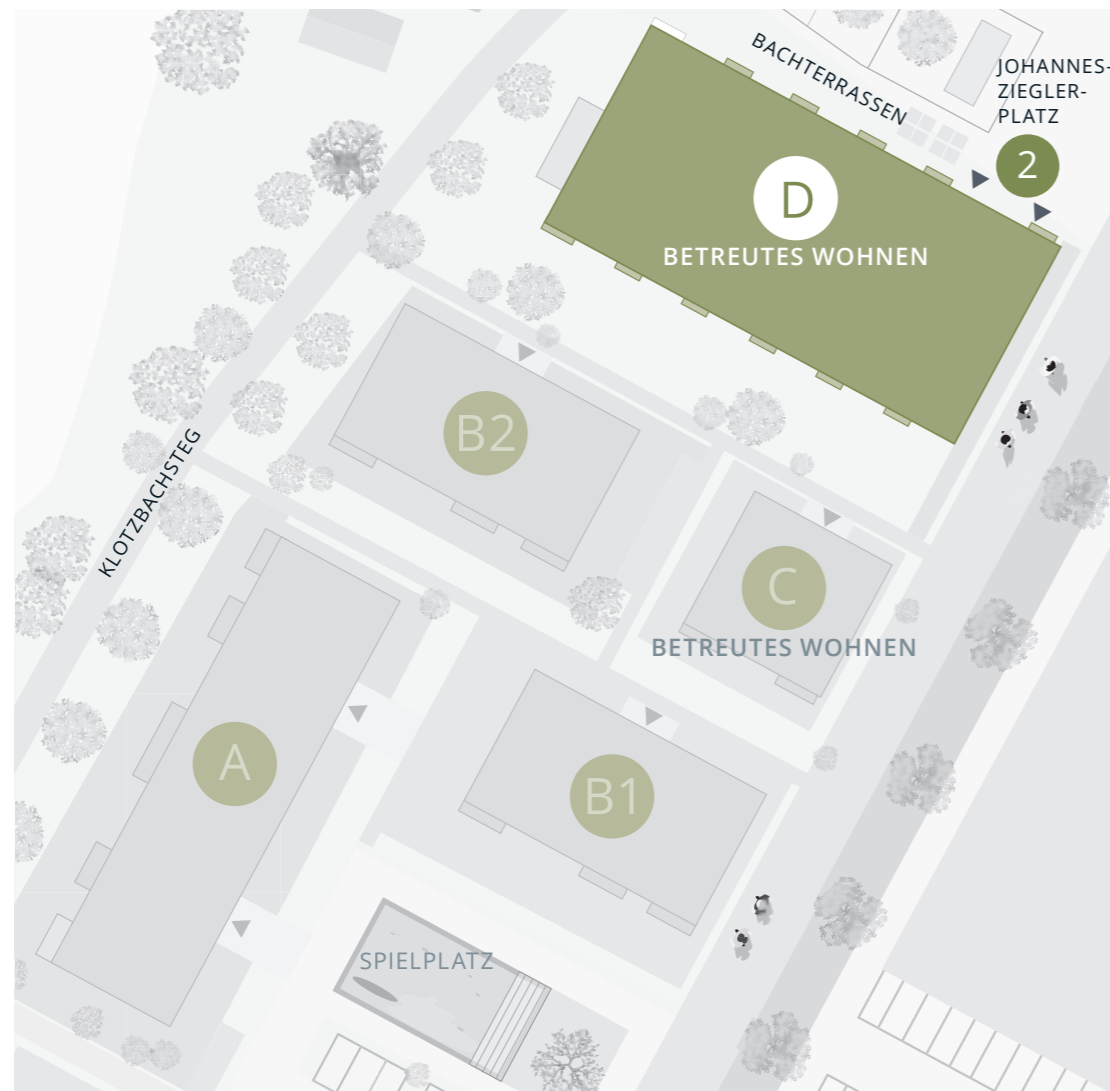 BACHTERRASSEN
JOHANNES-
ZIEGLER-
PLATZ
2
D
BETREUTES WOHNEN
B2
KLOTZBACHSTEG
C
BETREUTES WOHNEN
A
B1
SPIELPLATZ